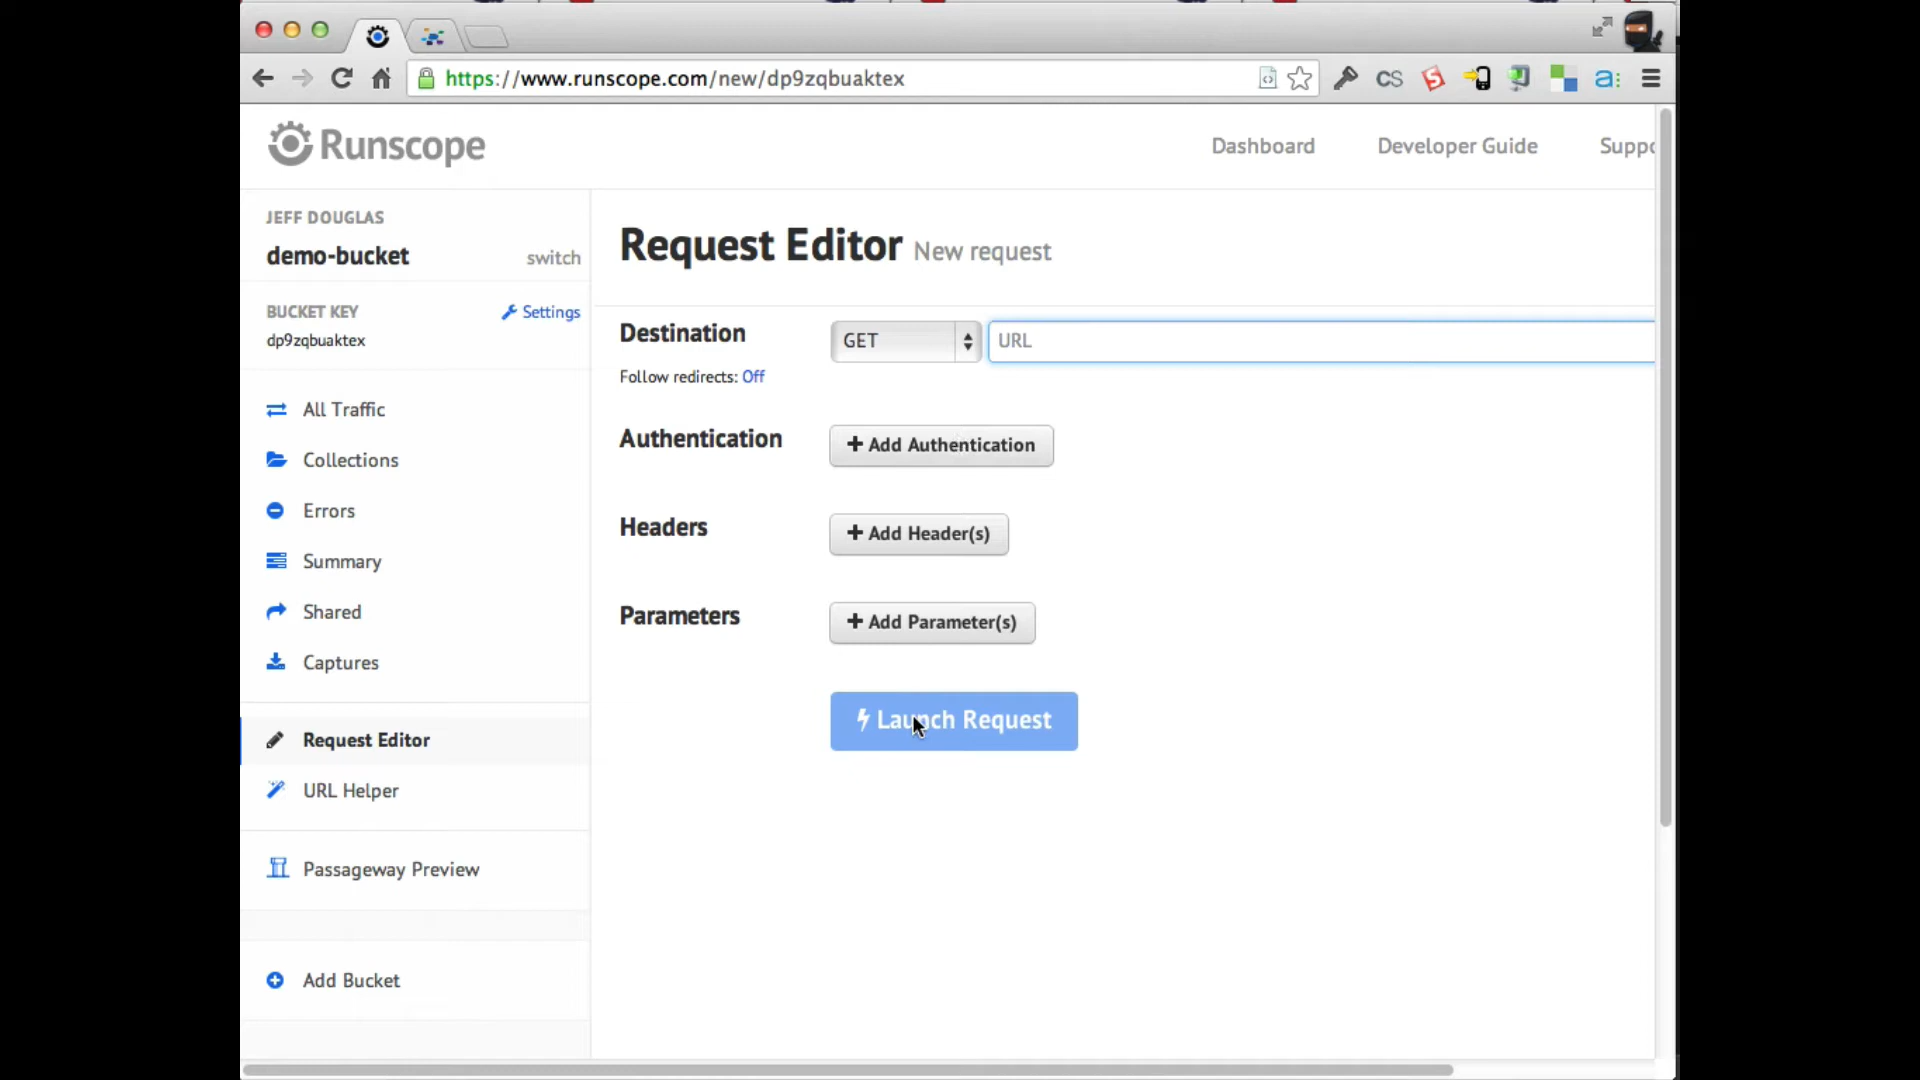 https://www.runscope.com/new/dp9zqbuaktex
CS
a:
Runscope
Dashboard
Developer Guide
Suppo
JEFF DOUGLAS
demo-bucket
switch
BUCKET KEY
Settings
dp9zqbuaktex
All Traffic
Collections
Errors
Summary
Shared
Captures
Request Editor
URL Helper
Passageway Preview
Add Bucket
Request Editor New request
Destination
GET
URL
Follow redirects: Off
Authentication
Add Authentication
Headers
Add Header(s)
Parameters
Add Parameter(s)
Launch Request